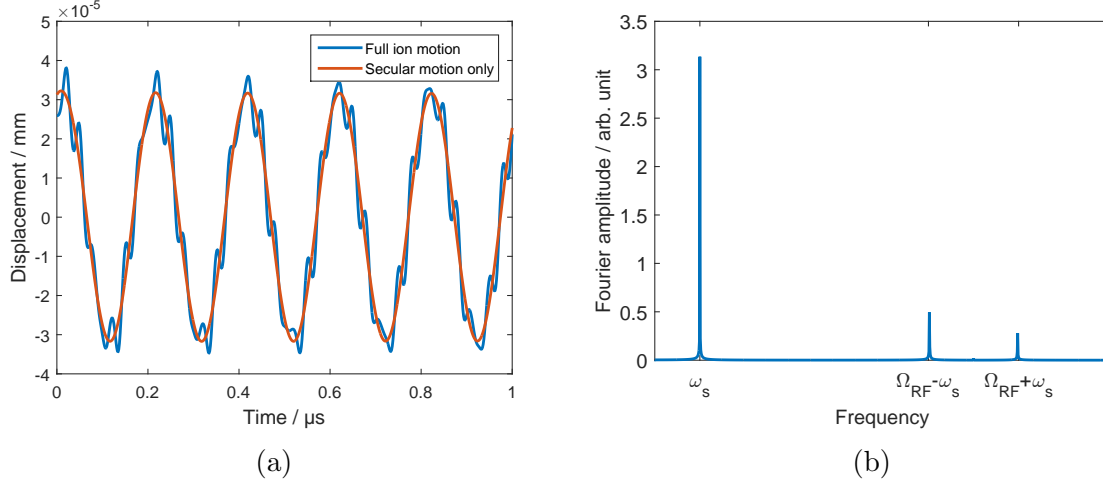 ×10⁻⁵
5
4
3
2
1
0
-1
-2
-3
-4
Displacement / mm
Full ion motion
Secular motion only
0 0.2 0.4 0.6 0.8 1
Time / μs
(a)
3.5
3
2.5
2
1.5
1
0.5
0
Fourier amplitude / arb. unit
ω_s Ω_RF-ω_s Ω_RF+ω_s
Frequency
(b)